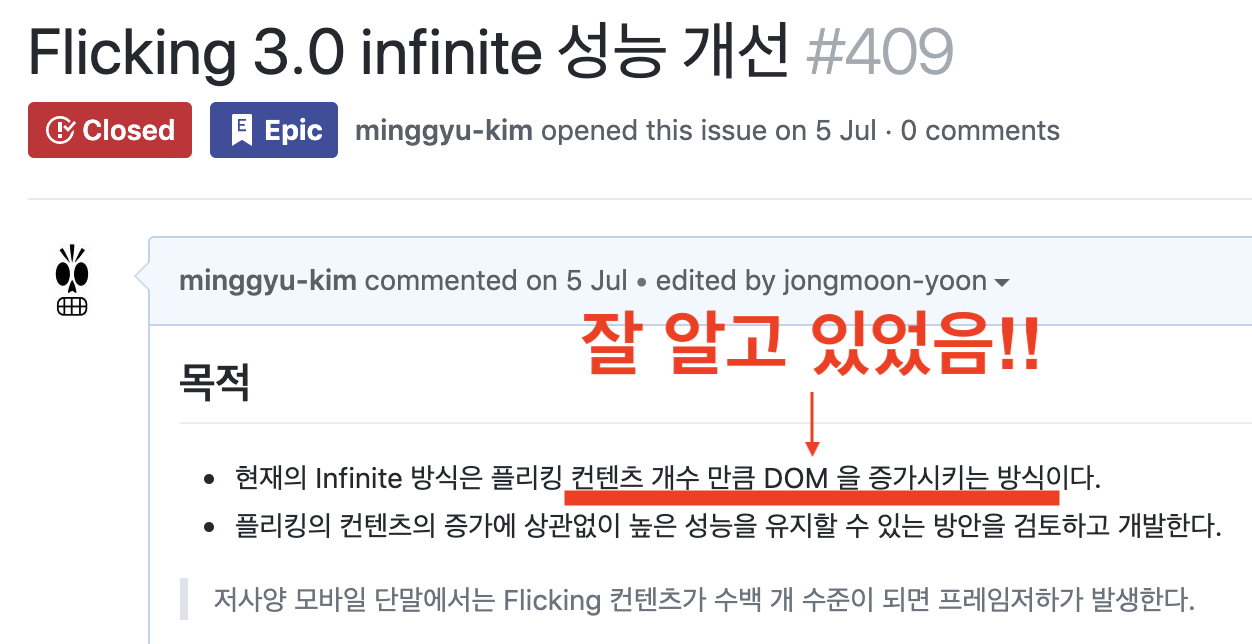 Flicking 3.0 infinite 성능 개선 #409
Closed Epic minggyu-kim opened this issue on 5 Jul · 0 comments
minggyu-kim commented on 5 Jul • edited by jongmoon-yoon
잘 알고 있었음!!
목적
• 현재의 Infinite 방식은 플리킹 컨텐츠 개수 만큼 DOM 을 증가시키는 방식이다.
• 플리킹의 컨텐츠의 증가에 상관없이 높은 성능을 유지할 수 있는 방안을 검토하고 개발한다.
저사양 모바일 단말에서는 Flicking 컨텐츠가 수백 개 수준이 되면 프레임저하가 발생한다.